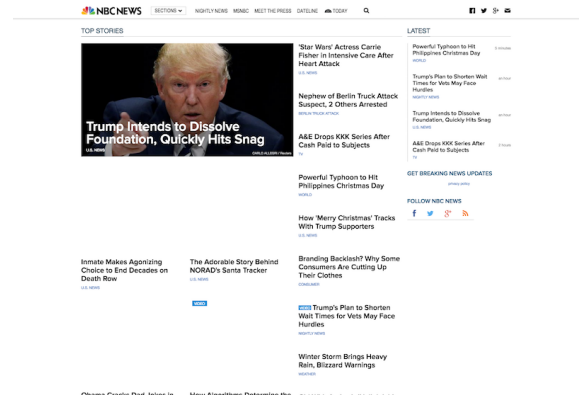 NBC NEWS
SECTIONS
NIGHTLY NEWS MSNBC MEET THE PRESS DATELINE TODAY
TOP STORIES
Trump Intends to Dissolve
Foundation, Quickly Hits Snag
U.S. NEWS
CARLO ALLEGRI / Reuters
Inmate Makes Agonizing
Choice to End Decades on
Death Row
U.S. NEWS
The Adorable Story Behind
NORAD's Santa Tracker
U.S. NEWS
VIDEO
'Star Wars' Actress Carrie
Fisher in Intensive Care After
Heart Attack
U.S. NEWS
Nephew of Berlin Truck Attack
Suspect, 2 Others Arrested
BERLIN TRUCK ATTACK
A&E Drops KKK Series After
Cash Paid to Subjects
TV
Powerful Typhoon to Hit
Philippines Christmas Day
WORLD
How 'Merry Christmas' Tracks
With Trump Supporters
U.S. NEWS
Branding Backlash? Why Some
Consumers Are Cutting Up
Their Clothes
CONSUMER
VIDEO Trump's Plan to Shorten
Wait Times for Vets May Face
Hurdles
NIGHTLY NEWS
Winter Storm Brings Heavy
Rain, Blizzard Warnings
WEATHER
LATEST
Powerful Typhoon to Hit
Philippines Christmas Day
WORLD
Trump's Plan to Shorten Wait
Times for Vets May Face
Hurdles
NIGHTLY NEWS
Trump Intends to Dissolve
Foundation, Quickly Hits Snag
U.S. NEWS
A&E Drops KKK Series After
Cash Paid to Subjects
TV
GET BREAKING NEWS UPDATES
privacy policy
FOLLOW NBC NEWS